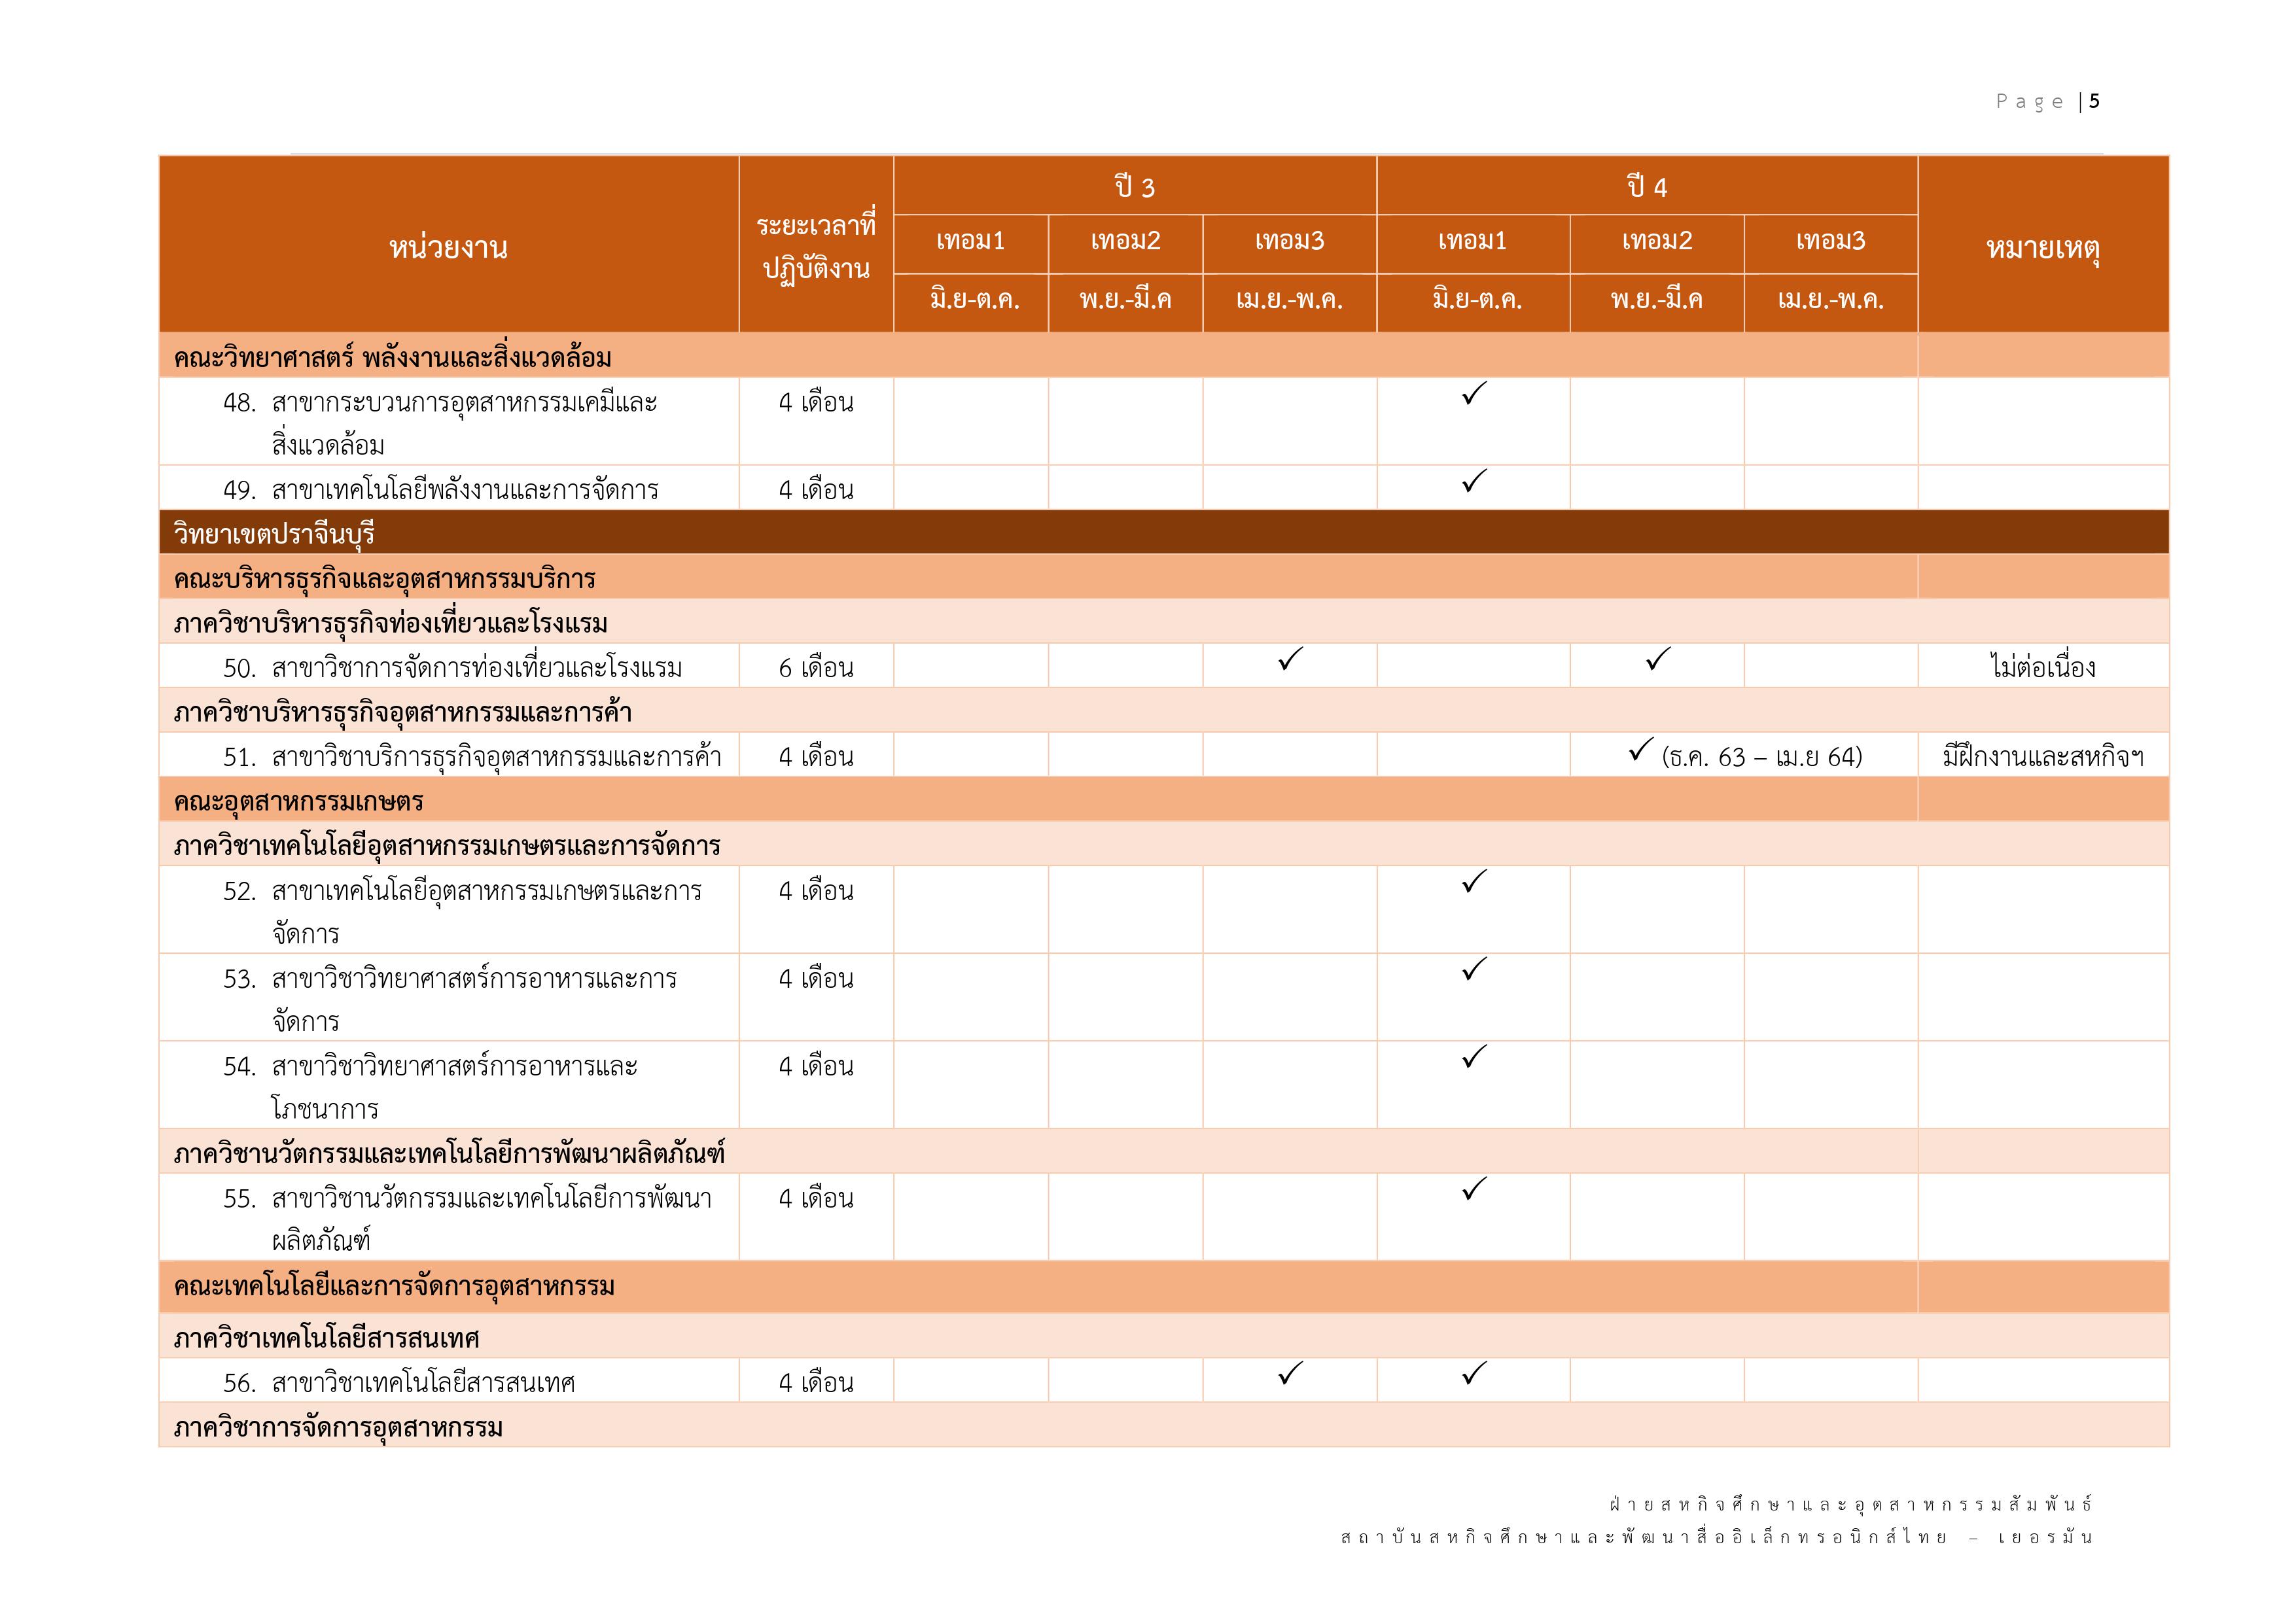 Page | 5
หน่วยงาน ระยะเวลาที่ปฏิบัติงาน ปี 3 ปี 4 หมายเหตุ
เทอม1 เทอม2 เทอม3 เทอม1 เทอม2 เทอม3
มิ.ย-ต.ค. พ.ย.-มี.ค เม.ย.-พ.ค. มิ.ย-ต.ค. พ.ย.-มี.ค เม.ย.-พ.ค.
คณะวิทยาศาสตร์ พลังงานและสิ่งแวดล้อม
48. สาขากระบวนการอุตสาหกรรมเคมีและ 4 เดือน ✓
สิ่งแวดล้อม
49. สาขาเทคโนโลยีพลังงานและการจัดการ 4 เดือน ✓
วิทยาเขตปราจีนบุรี
คณะบริหารธุรกิจและอุตสาหกรรมบริการ
ภาควิชาบริหารธุรกิจท่องเที่ยวและโรงแรม
50. สาขาวิชาการจัดการท่องเที่ยวและโรงแรม 6 เดือน ✓ ✓ ไม่ต่อเนื่อง
ภาควิชาบริหารธุรกิจอุตสาหกรรมและการค้า
51. สาขาวิชาบริการธุรกิจอุตสาหกรรมและการค้า 4 เดือน ✓ (ธ.ค. 63 – เม.ย 64) มีฝึกงานและสหกิจฯ
คณะอุตสาหกรรมเกษตร
ภาควิชาเทคโนโลยีอุตสาหกรรมเกษตรและการจัดการ
52. สาขาเทคโนโลยีอุตสาหกรรมเกษตรและการ 4 เดือน ✓
จัดการ
53. สาขาวิชาวิทยาศาสตร์การอาหารและการ 4 เดือน ✓
จัดการ
54. สาขาวิชาวิทยาศาสตร์การอาหารและ 4 เดือน ✓
โภชนาการ
ภาควิชานวัตกรรมและเทคโนโลยีการพัฒนาผลิตภัณฑ์
55. สาขาวิชานวัตกรรมและเทคโนโลยีการพัฒนา 4 เดือน ✓
ผลิตภัณฑ์
คณะเทคโนโลยีและการจัดการอุตสาหกรรม
ภาควิชาเทคโนโลยีสารสนเทศ
56. สาขาวิชาเทคโนโลยีสารสนเทศ 4 เดือน ✓ ✓
ภาควิชาการจัดการอุตสาหกรรม
ฝ่ายสหกิจศึกษาและอุตสาหกรรมสัมพันธ์
สถาบันสหกิจศึกษาและพัฒนาสื่ออิเล็กทรอนิกส์ไทย – เยอรมัน